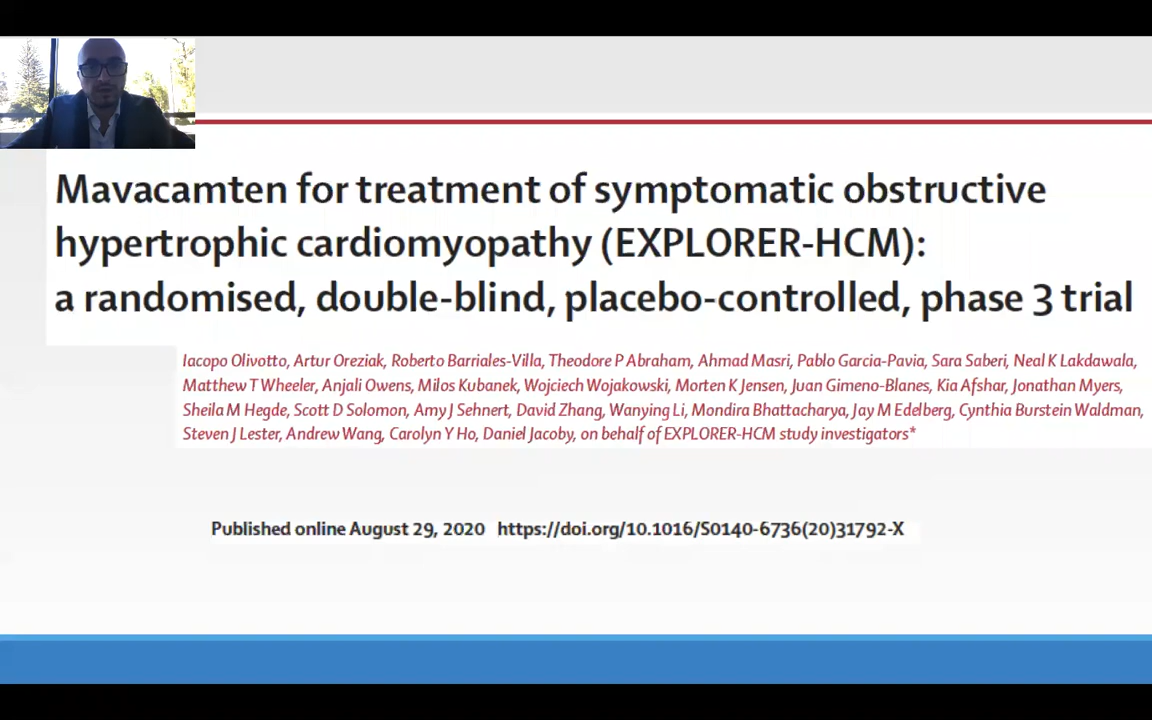 Mavacamten for treatment of symptomatic obstructive
hypertrophic cardiomyopathy (EXPLORER-HCM):
a randomised, double-blind, placebo-controlled, phase 3 trial
Iacopo Olivotto, Artur Oreziak, Roberto Barriales-Villa, Theodore P Abraham, Ahmad Masri, Pablo Garcia-Pavia, Sara Saberi, Neal K Lakdawala,
Matthew T Wheeler, Anjali Owens, Milos Kubanek, Wojciech Wojakowski, Morten K Jensen, Juan Gimeno-Blanes, Kia Afshar, Jonathan Myers,
Sheila M Hegde, Scott D Solomon, Amy J Sehnert, David Zhang, Wanying Li, Mondira Bhattacharya, Jay M Edelberg, Cynthia Burstein Waldman,
Steven J Lester, Andrew Wang, Carolyn Y Ho, Daniel Jacoby, on behalf of EXPLORER-HCM study investigators*
Published online August 29, 2020 https://doi.org/10.1016/S0140-6736(20)31792-X